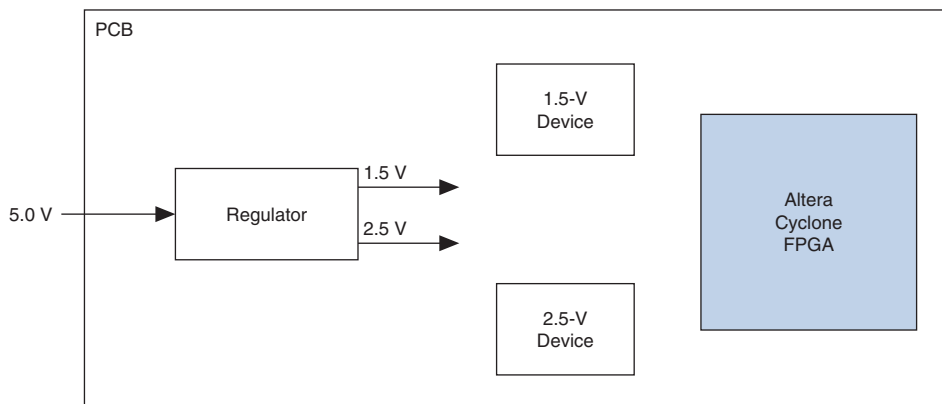 PCB
1.5-V
Device
1.5 V
5.0 V
Regulator
2.5 V
Altera
Cyclone
FPGA
2.5-V
Device